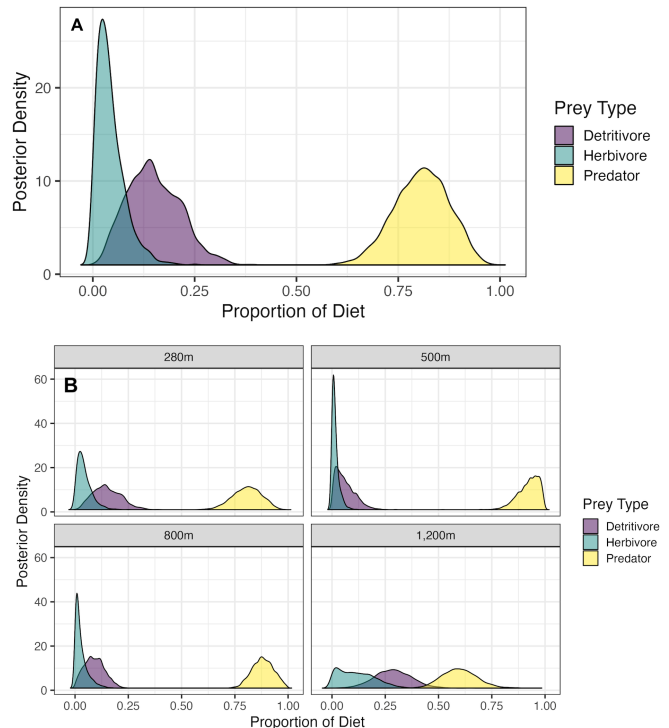 A
Posterior Density
20
10
0
0.00 0.25 0.50 0.75 1.00
Proportion of Diet
Prey Type
Detritivore
Herbivore
Predator
B
280m 500m
60
40
20
0
800m 1,200m
60
40
20
0
Posterior Density
0.00 0.25 0.50 0.75 1.00 0.00 0.25 0.50 0.75 1.00
Proportion of Diet
Prey Type
Detritivore
Herbivore
Predator